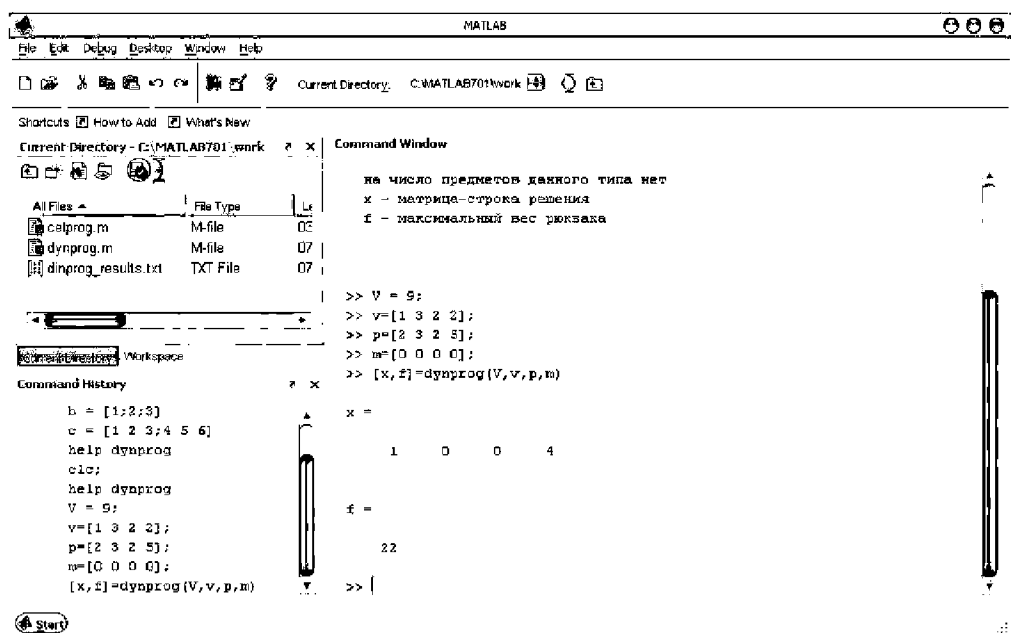 MATLAB
File Edit Debug Desktop Window Help
Current Directory: C:\MATLAB701\work
Shortcuts How to Add What's New
Current Directory - C:\MATLAB701\work
All Files File Type
celprog.m M-file 03
dynprog.m M-file 07
dinprog_results.txt TXT File 07
Workspace
Command History
b = [1;2;3]
c = [1 2 3;4 5 6]
help dynprog
clc;
help dynprog
V = 9;
v=[1 3 2 2];
p=[2 3 2 5];
m=[0 0 0 0];
[x,f]=dynprog(V,v,p,m)
Start
Command Window
на число предметов данного типа нет
x - матрица-строка решения
f - максимальный вес рюкзака
>> V = 9;
>> v=[1 3 2 2];
>> p=[2 3 2 5];
>> m=[0 0 0 0];
>> [x,f]=dynprog(V,v,p,m)
x =
1 0 0 4
f =
22
>>